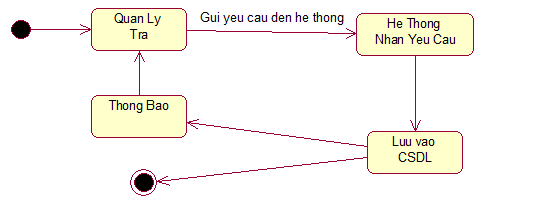 Quan Ly
Tra
Gui yeu cau den he thong
He Thong
Nhan Yeu Cau
Thong Bao
Luu vao
CSDL